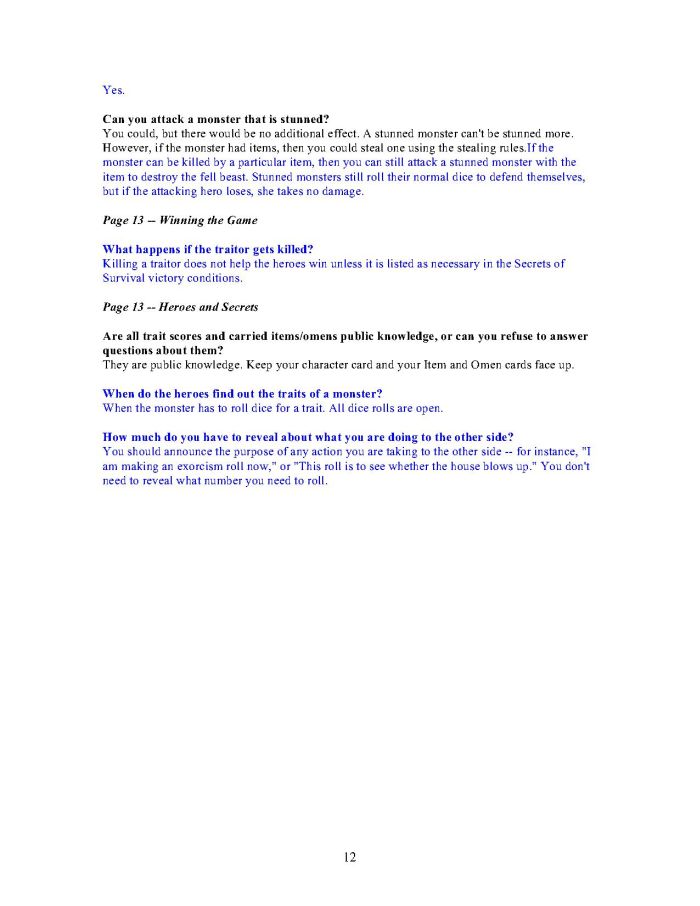 Yes.
Can you attack a monster that is stunned?
You could, but there would be no additional effect. A stunned monster can't be stunned more.
However, if the monster had items, then you could steal one using the stealing rules.If the
monster can be killed by a particular item, then you can still attack a stunned monster with the
item to destroy the fell beast. Stunned monsters still roll their normal dice to defend themselves,
but if the attacking hero loses, she takes no damage.
Page 13 -- Winning the Game
What happens if the traitor gets killed?
Killing a traitor does not help the heroes win unless it is listed as necessary in the Secrets of
Survival victory conditions.
Page 13 -- Heroes and Secrets
Are all trait scores and carried items/omens public knowledge, or can you refuse to answer
questions about them?
They are public knowledge. Keep your character card and your Item and Omen cards face up.
When do the heroes find out the traits of a monster?
When the monster has to roll dice for a trait. All dice rolls are open.
How much do you have to reveal about what you are doing to the other side?
You should announce the purpose of any action you are taking to the other side -- for instance, "I
am making an exorcism roll now," or "This roll is to see whether the house blows up." You don't
need to reveal what number you need to roll.
12